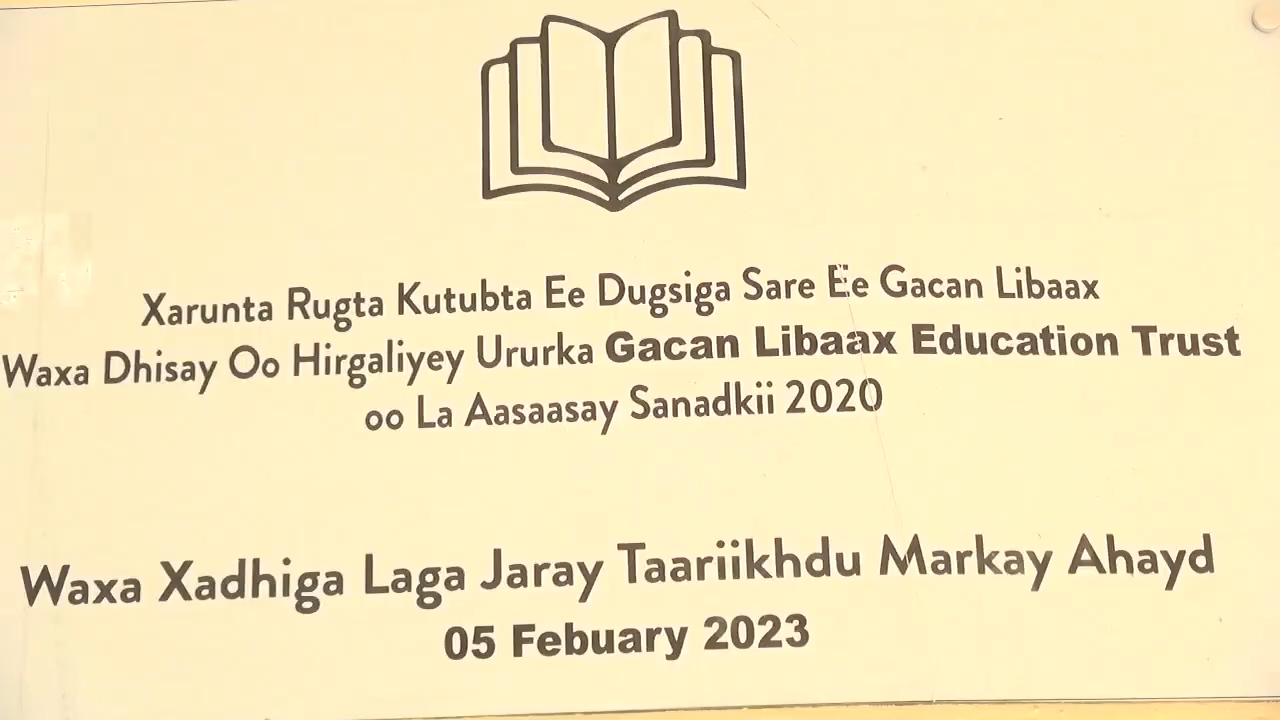 Xarunta Rugta Kutubta Ee Dugsiga Sare Ee Gacan Libaax
Waxa Dhisay Oo Hirgaliyey Ururka Gacan Libaax Education Trust
oo La Aasaasay Sanadkii 2020
Waxa Xadhiga Laga Jaray Taariikhdu Markay Ahayd
05 Febuary 2023